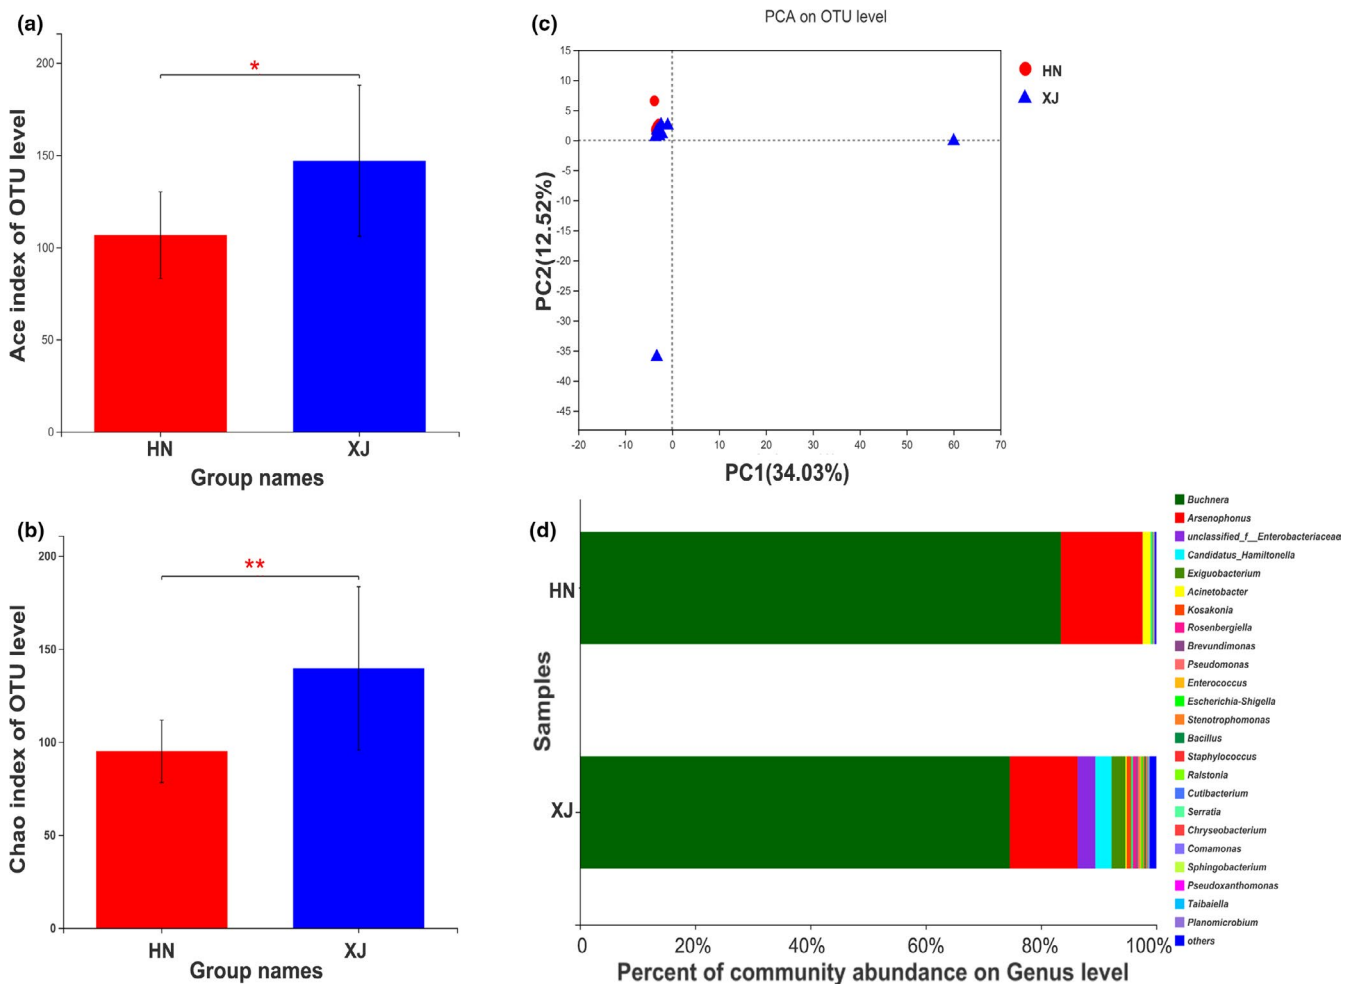 (a)
Ace index of OTU level
200
150
100
50
0
*
HN
XJ
Group names
(b)
Chao index of OTU level
200
150
100
50
0
**
HN
XJ
Group names
(c)
PCA on OTU level
PC2(12.52%)
15
10
5
0
-5
-10
-15
-20
-25
-30
-35
-40
-45
-20 -10 0 10 20 30 40 50 60 70
PC1(34.03%)
HN
XJ
(d)
Samples
HN
XJ
0 20% 40% 60% 80% 100%
Percent of community abundance on Genus level
Buchnera
Arsenophonus
unclassified_f__Enterobacteriaceae
Candidatus_Hamiltonella
Exiguobacterium
Acinetobacter
Kosakonia
Rosenbergiella
Brevundimonas
Pseudomonas
Enterococcus
Escherichia-Shigella
Stenotrophomonas
Bacillus
Staphylococcus
Ralstonia
Cutibacterium
Serratia
Chryseobacterium
Comamonas
Sphingobacterium
Pseudoxanthomonas
Taibaiella
Planomicrobium
others